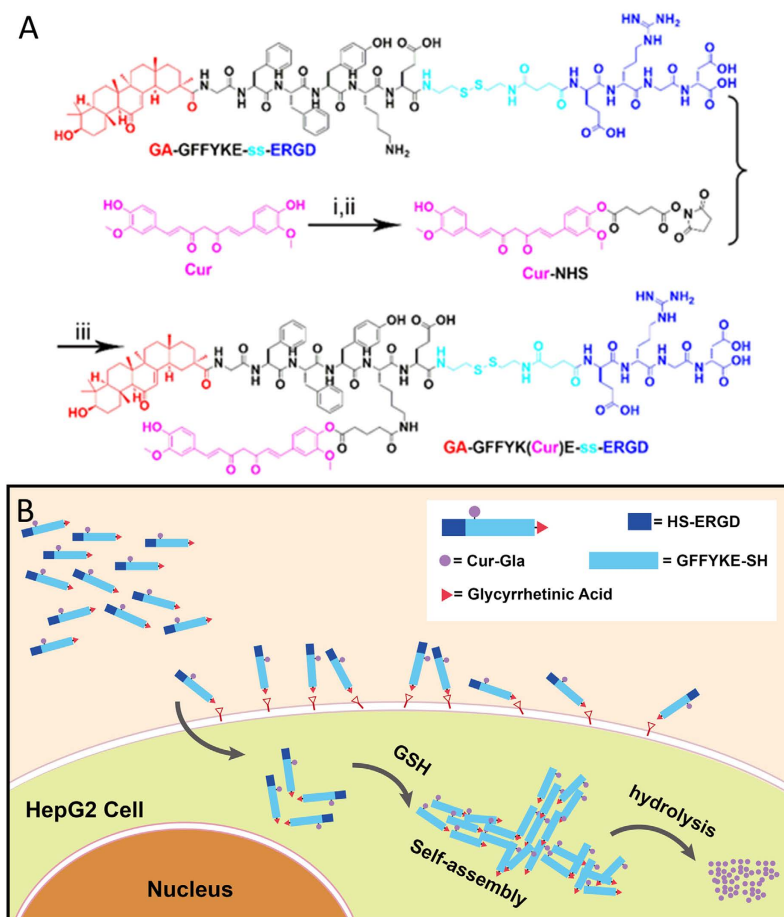 A
GA-GFFYKE-ss-ERGD
Cur
i,ii
Cur-NHS
iii
GA-GFFYK(Cur)E-ss-ERGD
B
= HS-ERGD
= Cur-Gla
= GFFYKE-SH
= Glycyrrhetinic Acid
GSH
HepG2 Cell
hydrolysis
Self-assembly
Nucleus